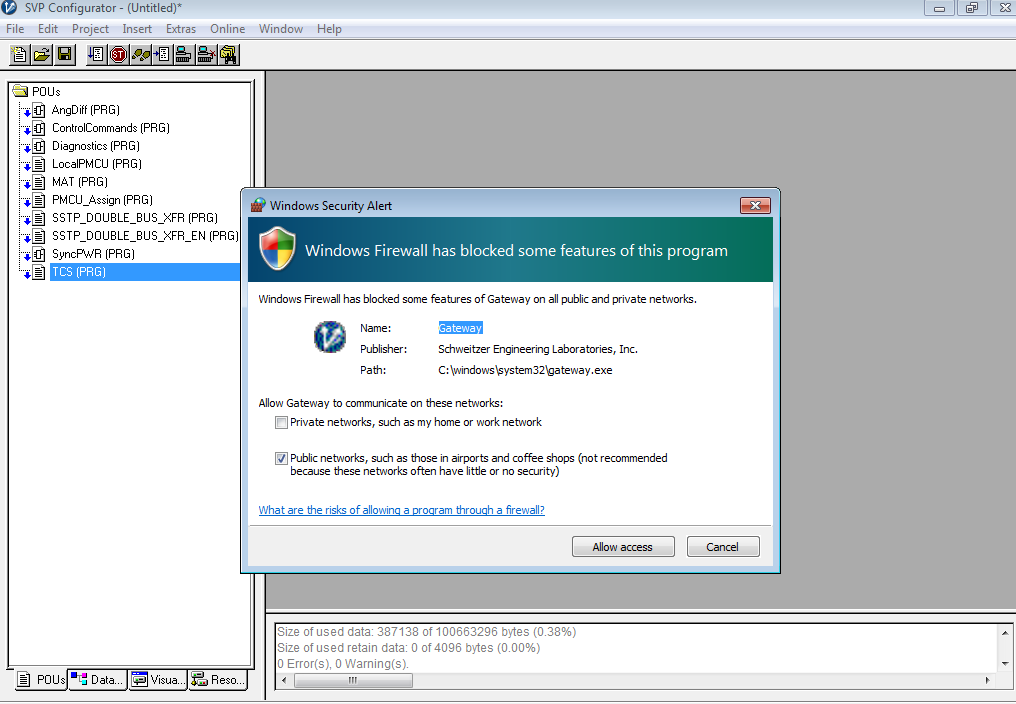 SVP Configurator - (Untitled)*
File Edit Project Insert Extras Online Window Help
ST
POUs
AngDiff (PRG)
ControlCommands (PRG)
Diagnostics (PRG)
LocalPMCU (PRG)
MAT (PRG)
PMCU_Assign (PRG)
SSTP_DOUBLE_BUS_XFR (PRG)
SSTP_DOUBLE_BUS_XFR_EN (PRG)
SyncPWR (PRG)
TCS (PRG)
Windows Security Alert
Windows Firewall has blocked some features of this program
Windows Firewall has blocked some features of Gateway on all public and private networks.
Name: Gateway
Publisher: Schweitzer Engineering Laboratories, Inc.
Path: C:\windows\system32\gateway.exe
Allow Gateway to communicate on these networks:
Private networks, such as my home or work network
Public networks, such as those in airports and coffee shops (not recommended
because these networks often have little or no security)
What are the risks of allowing a program through a firewall?
Allow access Cancel
Size of used data: 387138 of 100663296 bytes (0.38%)
Size of used retain data: 0 of 4096 bytes (0.00%)
0 Error(s), 0 Warning(s).
POUs Data... Visua... Reso...